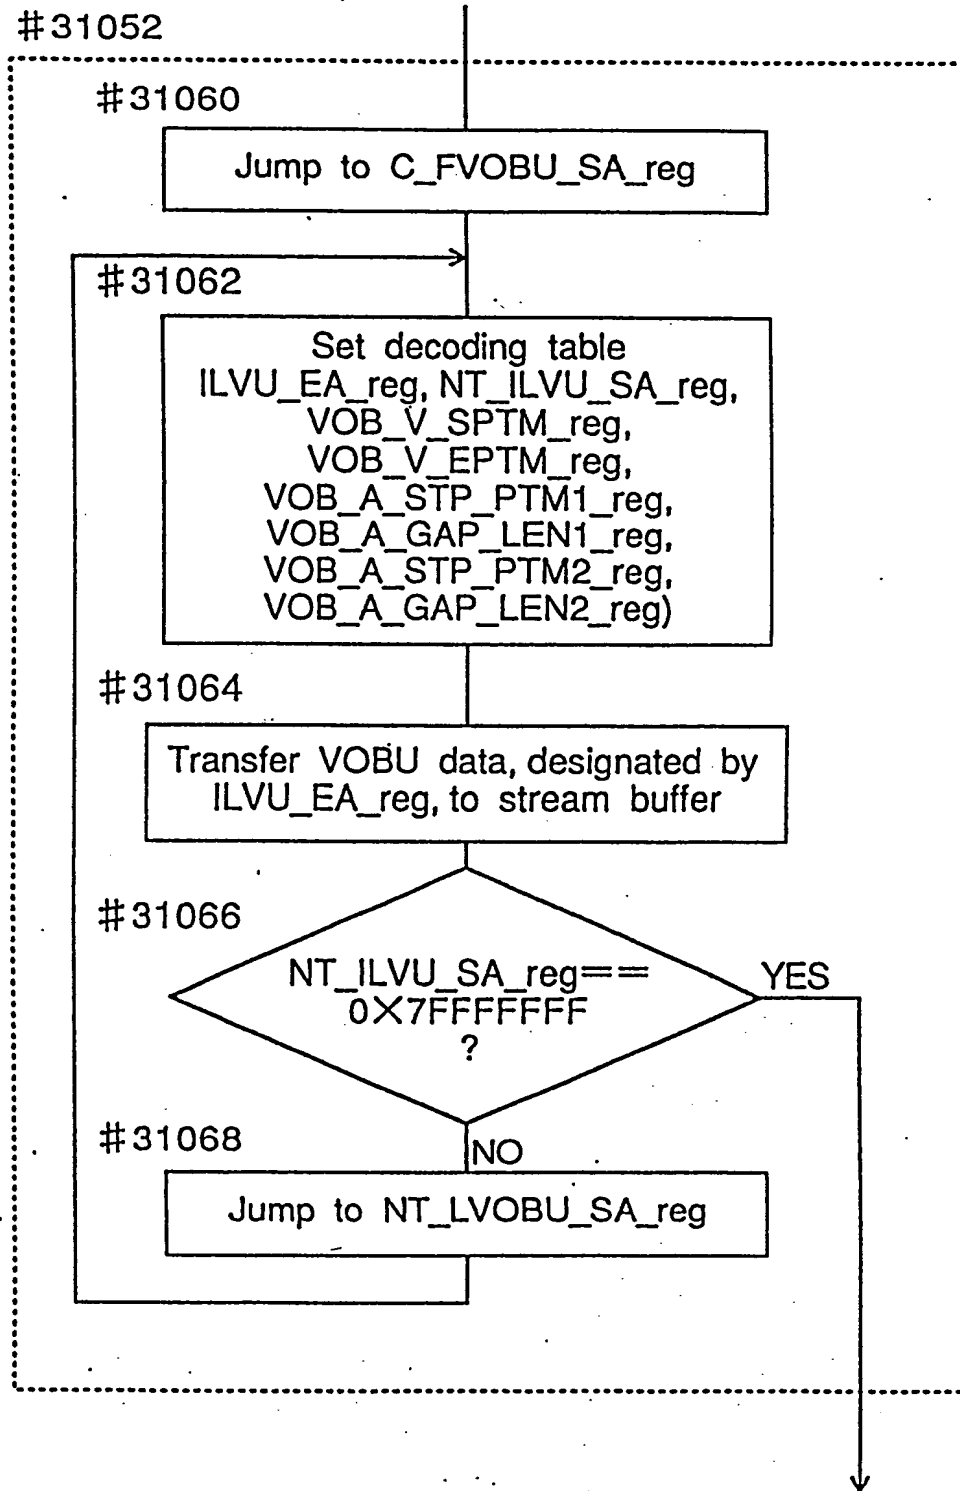 #31052
#31060
Jump to C_FVOBU_SA_reg
#31062
Set decoding table
ILVU_EA_reg, NT_ILVU_SA_reg,
VOB_V_SPTM_reg,
VOB_V_EPTM_reg,
VOB_A_STP_PTM1_reg,
VOB_A_GAP_LEN1_reg,
VOB_A_STP_PTM2_reg,
VOB_A_GAP_LEN2_reg)
#31064
Transfer VOBU data, designated by
ILVU_EA_reg, to stream buffer
#31066
NT_ILVU_SA_reg==
0X7FFFFFFF
?
YES
#31068
NO
Jump to NT_LVOBU_SA_reg